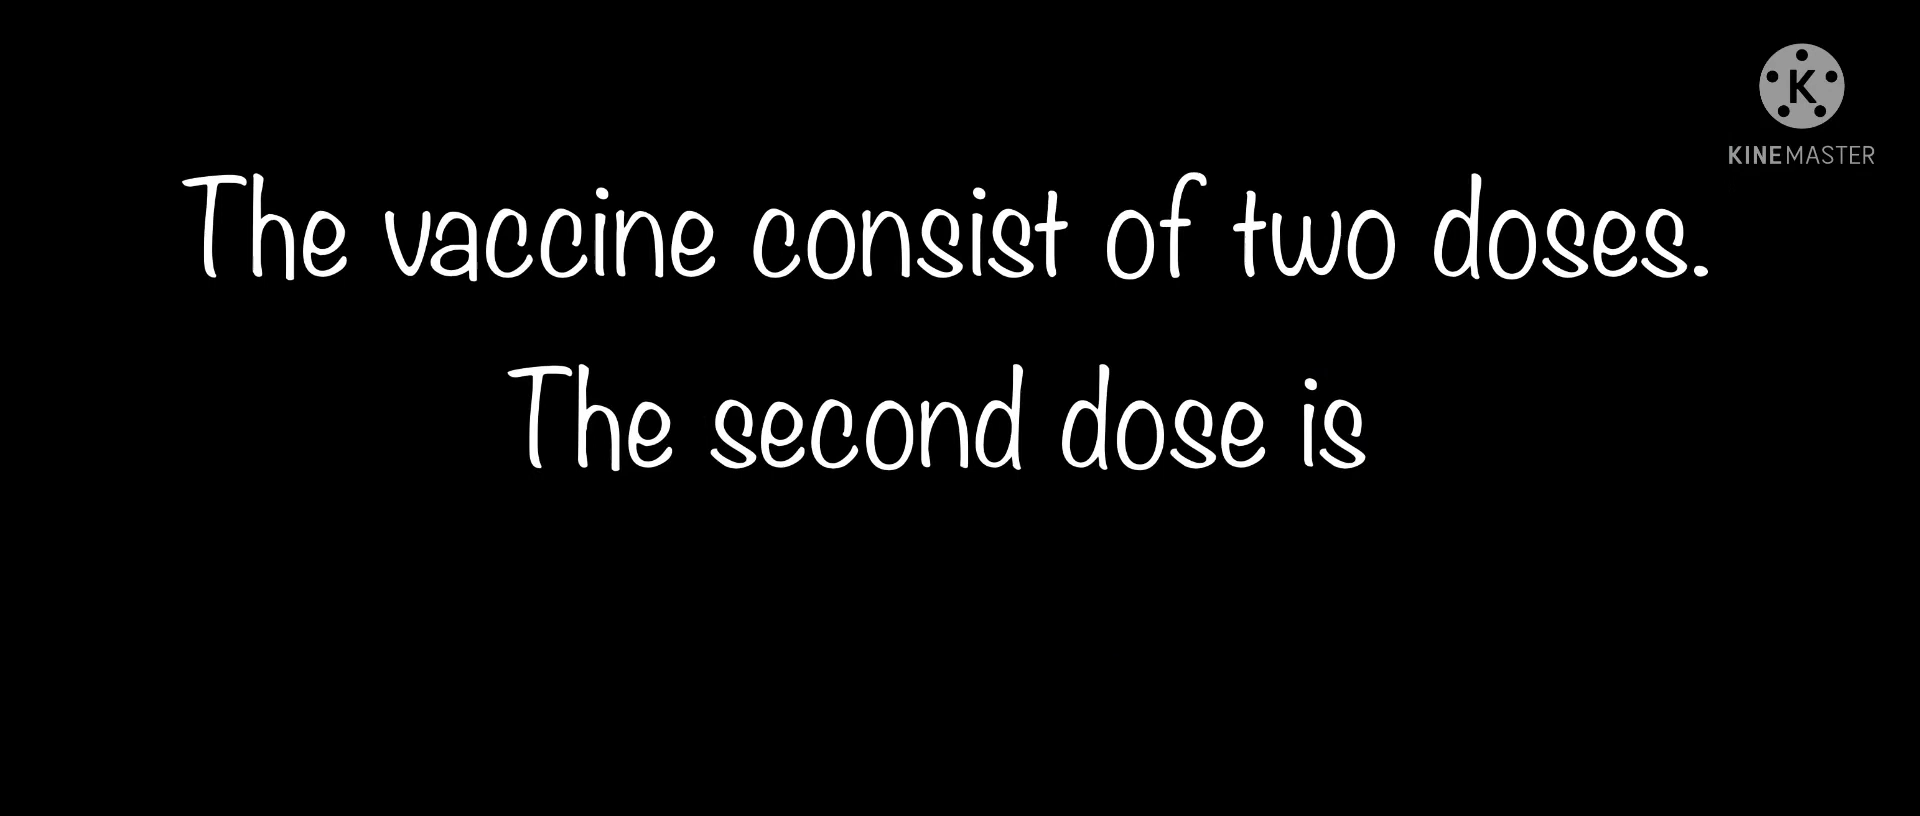 K
KINEMASTER
The vaccine consist of two doses.
The second dose is